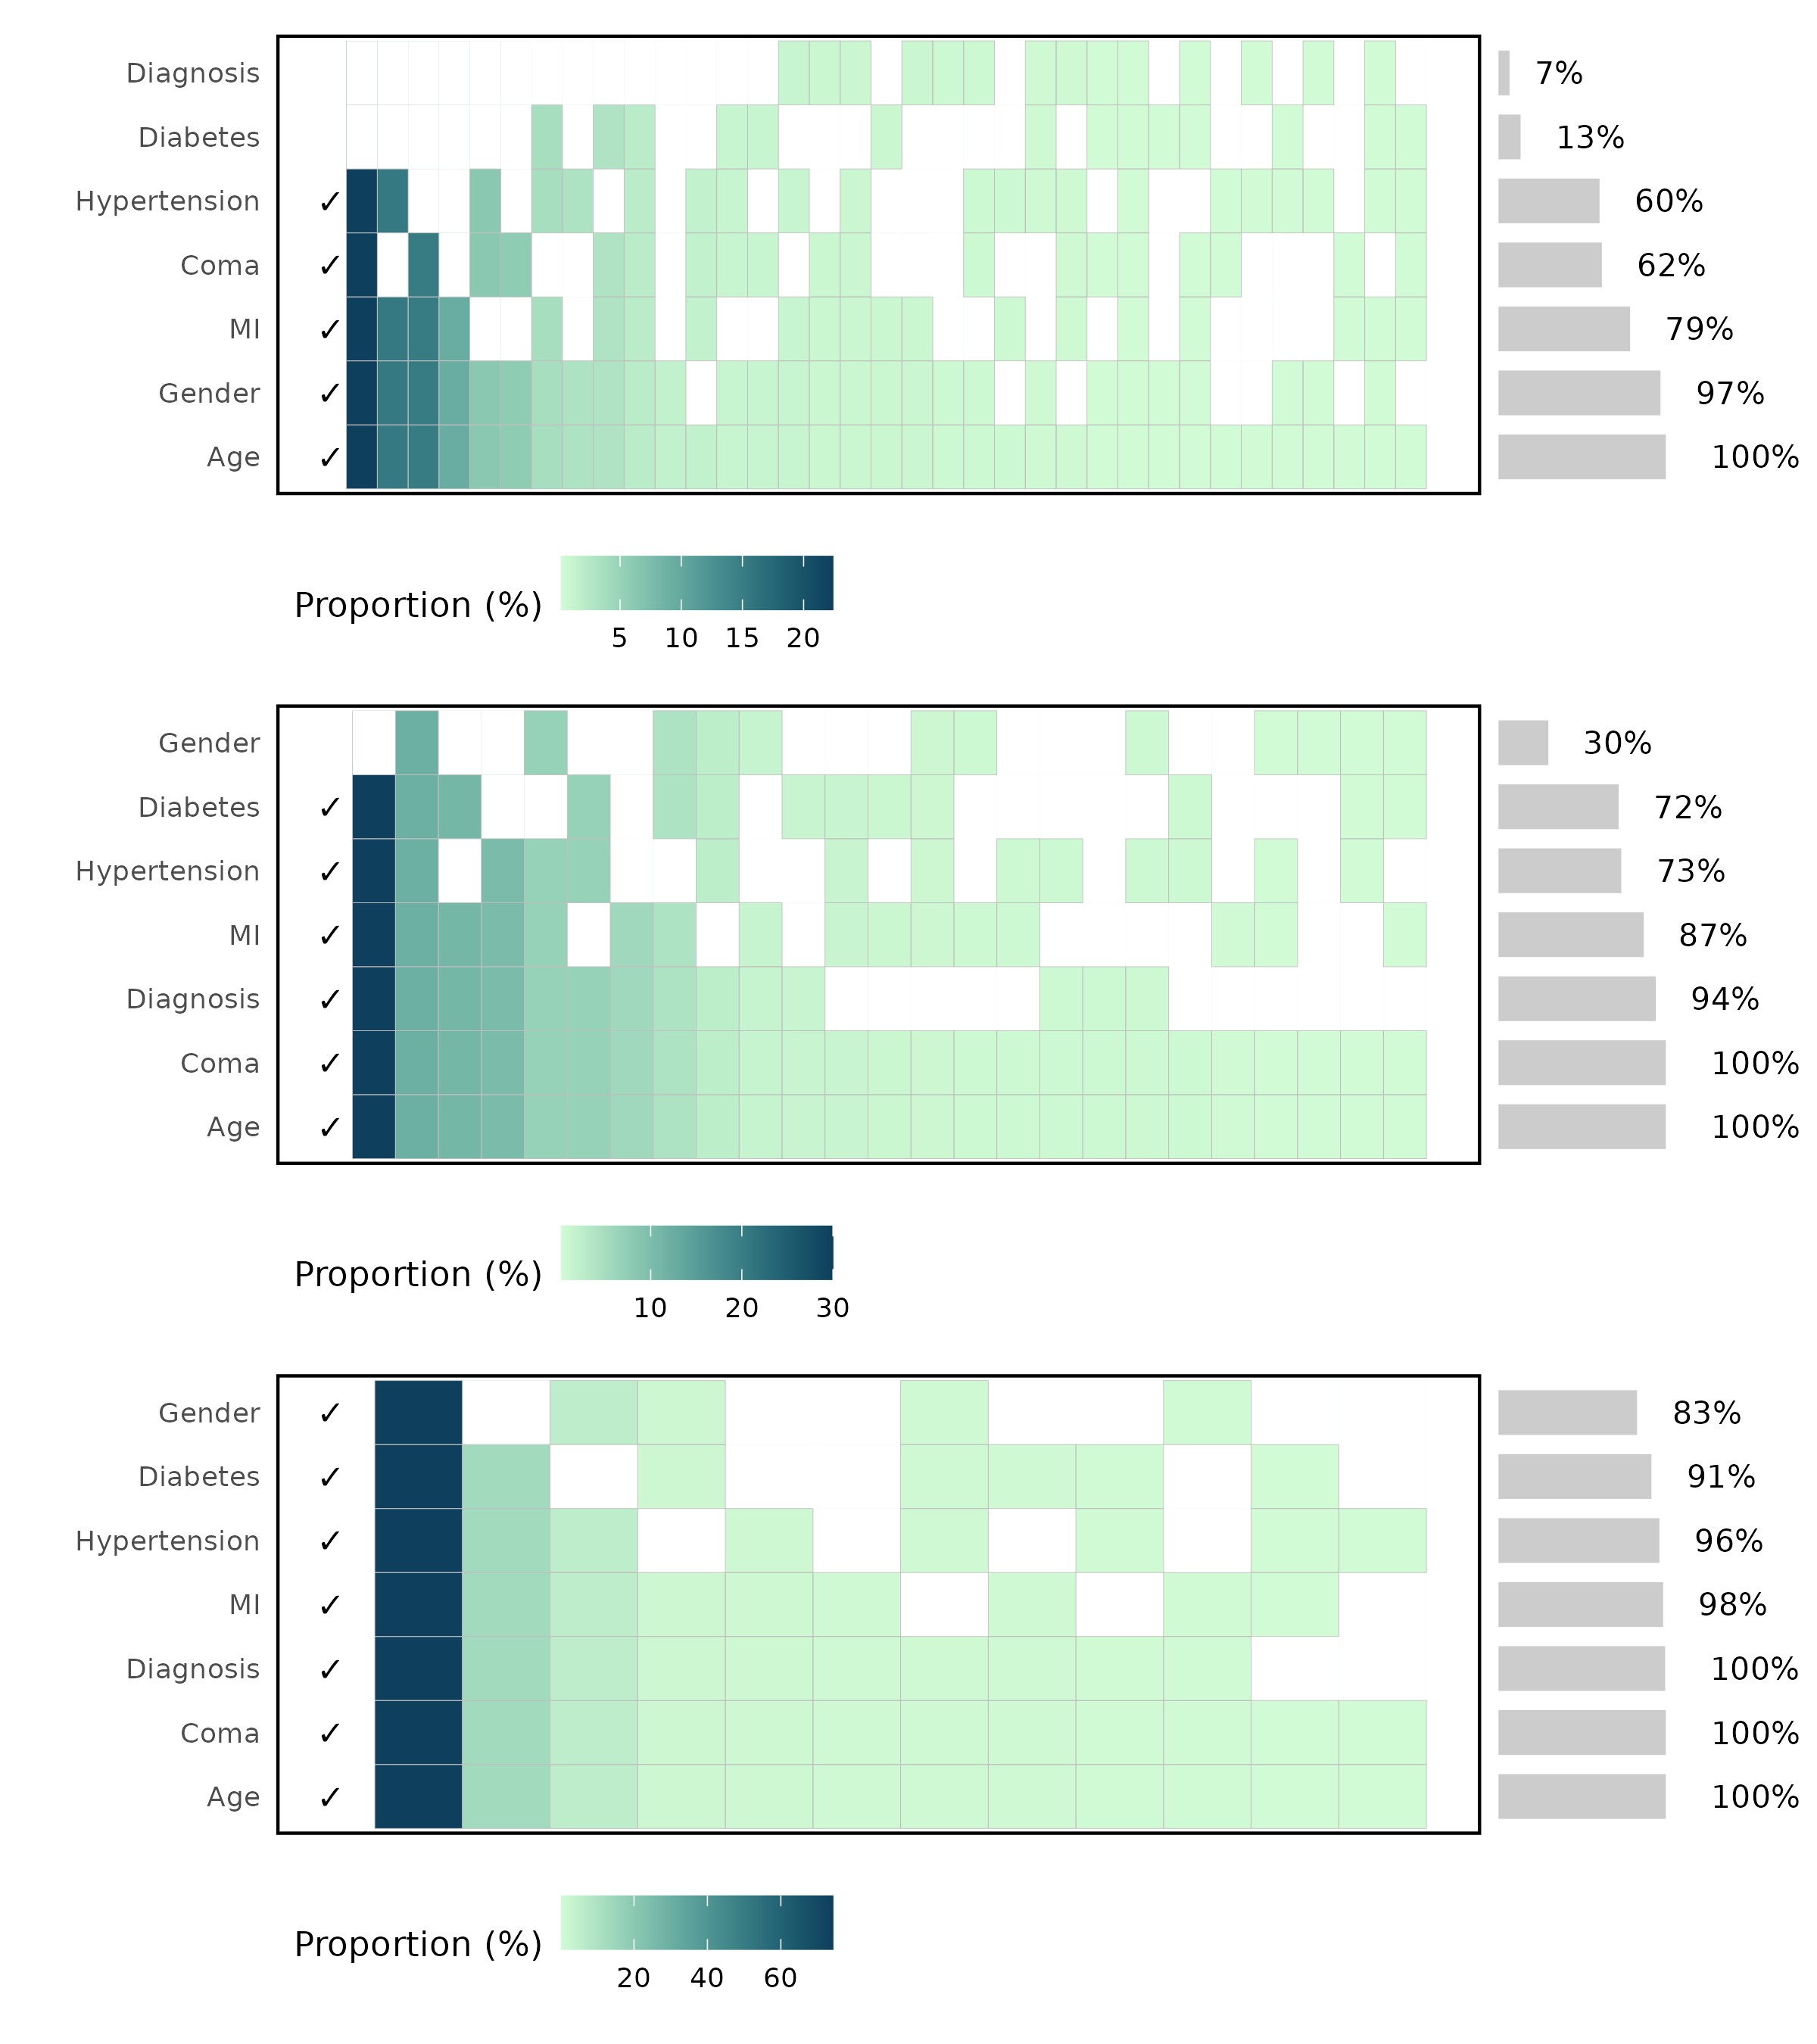 Diagnosis 7%
Diabetes 13%
Hypertension ✓ 60%
Coma ✓ 62%
MI ✓ 79%
Gender ✓ 97%
Age ✓ 100%
Proportion (%)
5 10 15 20
Gender 30%
Diabetes ✓ 72%
Hypertension ✓ 73%
MI ✓ 87%
Diagnosis ✓ 94%
Coma ✓ 100%
Age ✓ 100%
Proportion (%)
10 20 30
Gender ✓ 83%
Diabetes ✓ 91%
Hypertension ✓ 96%
MI ✓ 98%
Diagnosis ✓ 100%
Coma ✓ 100%
Age ✓ 100%
Proportion (%)
20 40 60